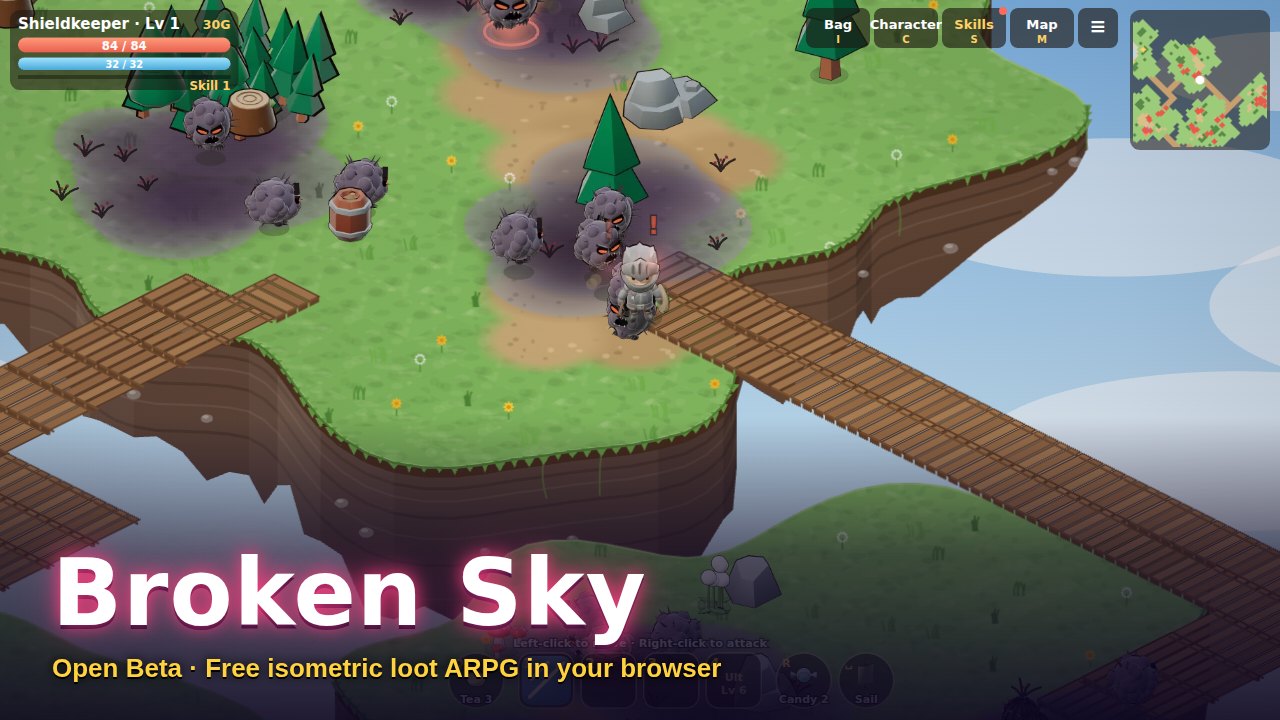 Shieldkeeper · Lv 1 30G
84 / 84
32 / 32
Skill 1
Bag
I
Character
C
Skills
S
Map
M
!
Broken Sky
Left-click to · Right-click to attack
Open Beta · Free isometric loot ARPG in your browser
R
Tea 3
Ult
Lv 6
Candy 2
Sail